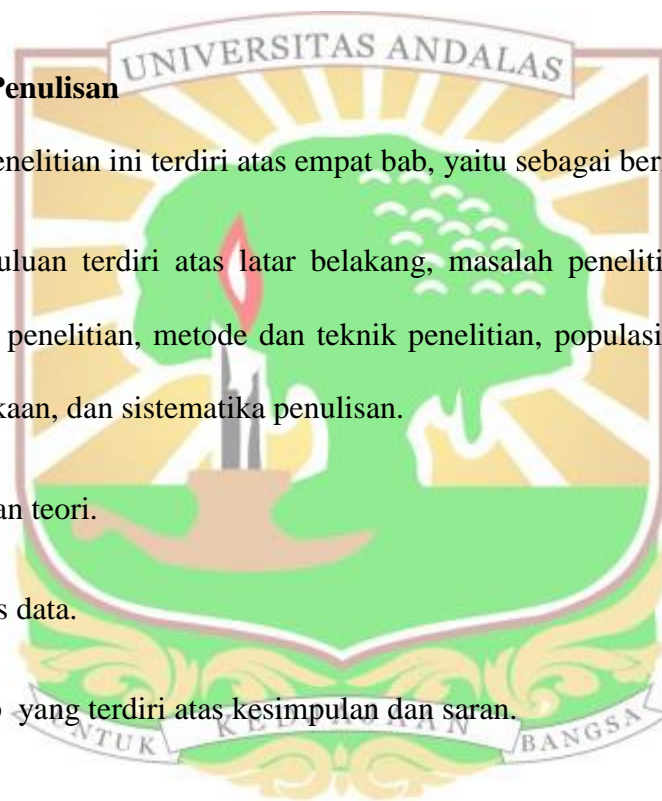 UNIVERSITAS ANDALAS
Penulisan
enelitian ini terdiri atas empat bab, yaitu sebagai ber
uluan terdiri atas latar belakang, masalah peneliti
penelitian, metode dan teknik penelitian, populasi
kaan, dan sistematika penulisan.
an teori.
s data.
yang terdiri atas kesimpulan dan saran.
UNTUK KEDJAJAAN BANGSA